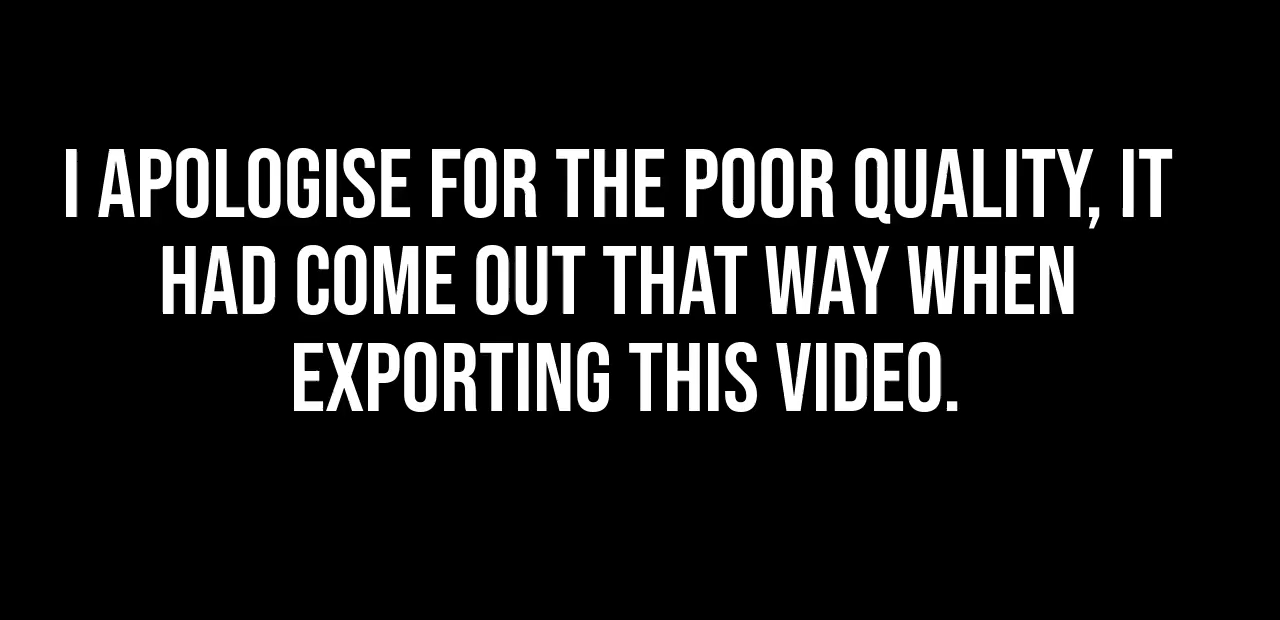 I APOLOGISE FOR THE POOR QUALITY, IT
HAD COME OUT THAT WAY WHEN
EXPORTING THIS VIDEO.